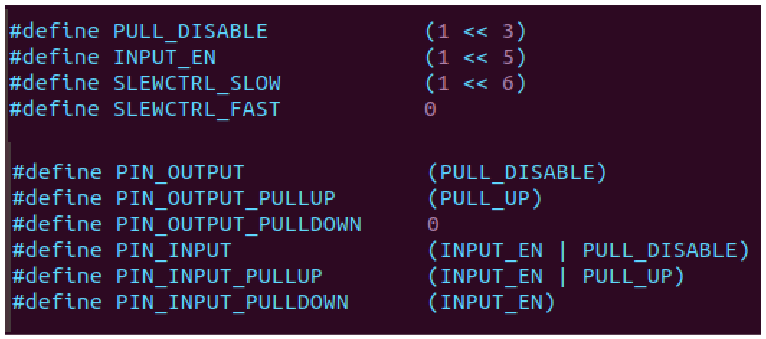 #define PULL_DISABLE (1 << 3)
#define INPUT_EN (1 << 5)
#define SLEWCTRL_SLOW (1 << 6)
#define SLEWCTRL_FAST 0
#define PIN_OUTPUT (PULL_DISABLE)
#define PIN_OUTPUT_PULLUP (PULL_UP)
#define PIN_OUTPUT_PULLDOWN 0
#define PIN_INPUT (INPUT_EN | PULL_DISABLE)
#define PIN_INPUT_PULLUP (INPUT_EN | PULL_UP)
#define PIN_INPUT_PULLDOWN (INPUT_EN)